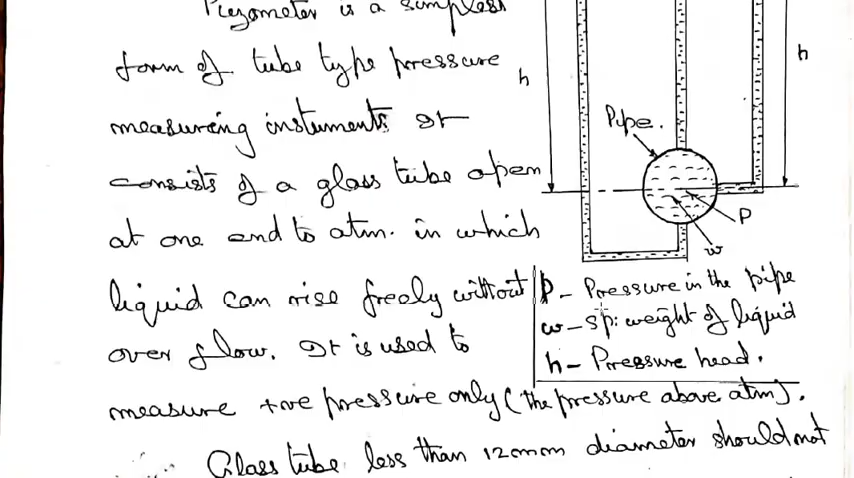 Piezometer is a simplest
form of tube type pressure
measuring instuments It
consists of a glass tube open
at one end to atm. in which
liquid can rise freely without
over flow. It is used to
measure +ve pressure only (the pressure above atm).
Glass tube less than 12mm diameter should not
h
h
Pipe.
P
w
p - Pressure in the pipe
w - sp: weight of liquid
h - Pressure head.